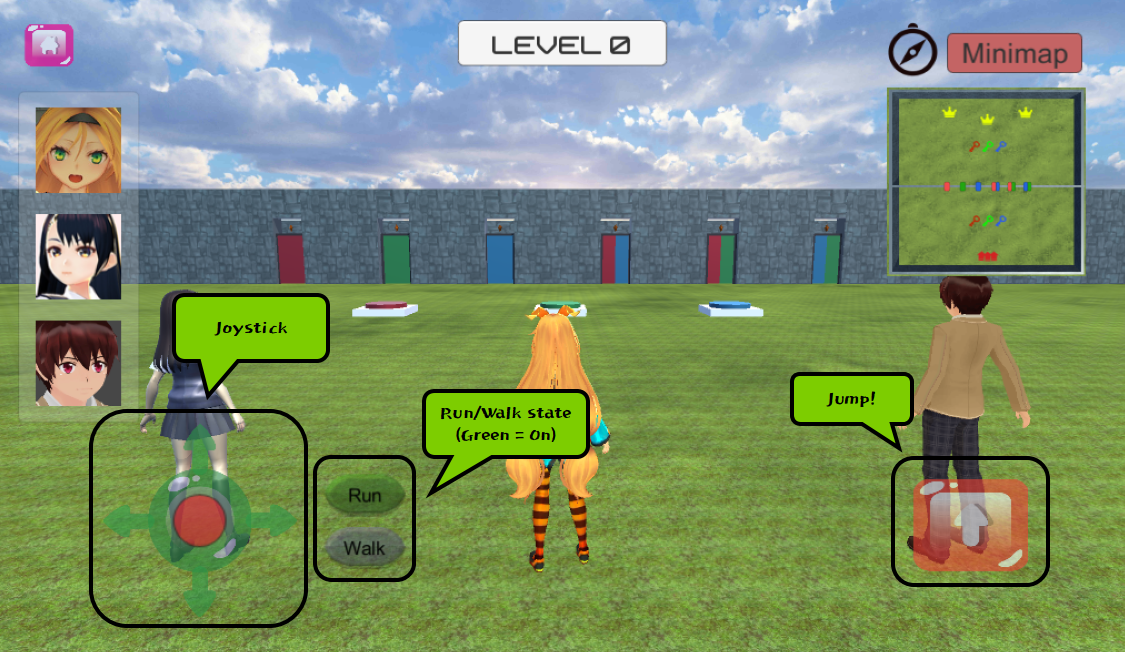 LEVEL 0
Minimap
Joystick
Run/Walk state
(Green = On)
Jump!
Run
Walk